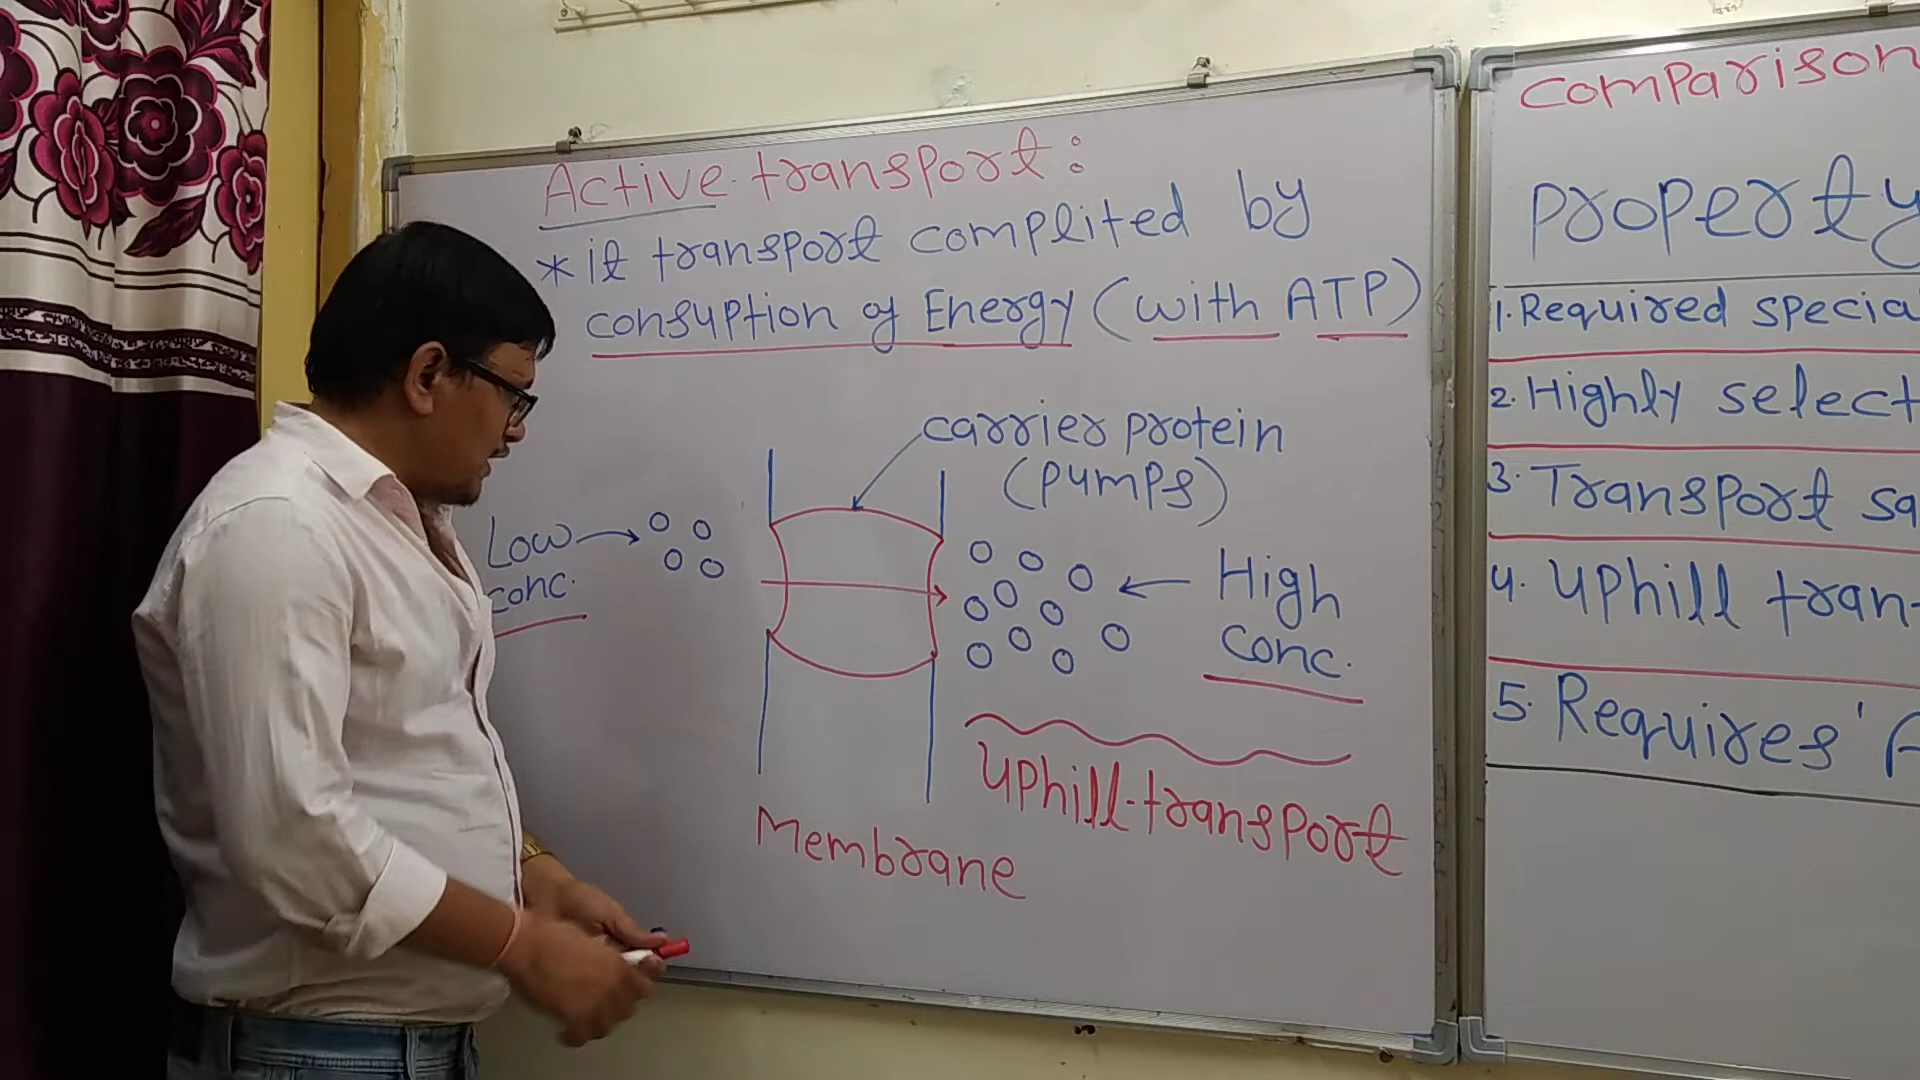 Active transport:
* it transport complited by
consuption of Energy (with ATP)
carrier protein
(pumps)
Low
conc.
High
conc.
Uphill-transport
Membrane
Comparison
Property
1. Required specia
2. Highly select
3. Transport sa
4. Uphill tran
5. Requires'